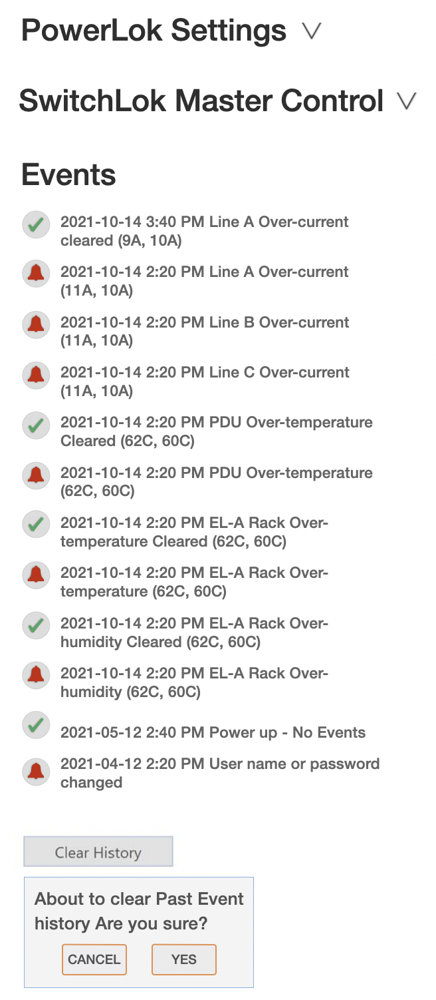 PowerLok Settings
SwitchLok Master Control
Events
2021-10-14 3:40 PM Line A Over-current
cleared (9A, 10A)
2021-10-14 2:20 PM Line A Over-current
(11A, 10A)
2021-10-14 2:20 PM Line B Over-current
(11A, 10A)
2021-10-14 2:20 PM Line C Over-current
(11A, 10A)
2021-10-14 2:20 PM PDU Over-temperature
Cleared (62C, 60C)
2021-10-14 2:20 PM PDU Over-temperature
(62C, 60C)
2021-10-14 2:20 PM EL-A Rack Over-
temperature Cleared (62C, 60C)
2021-10-14 2:20 PM EL-A Rack Over-
temperature (62C, 60C)
2021-10-14 2:20 PM EL-A Rack Over-
humidity Cleared (62C, 60C)
2021-10-14 2:20 PM EL-A Rack Over-
humidity (62C, 60C)
2021-05-12 2:40 PM Power up - No Events
2021-04-12 2:20 PM User name or password
changed
Clear History
About to clear Past Event
history Are you sure?
CANCEL YES